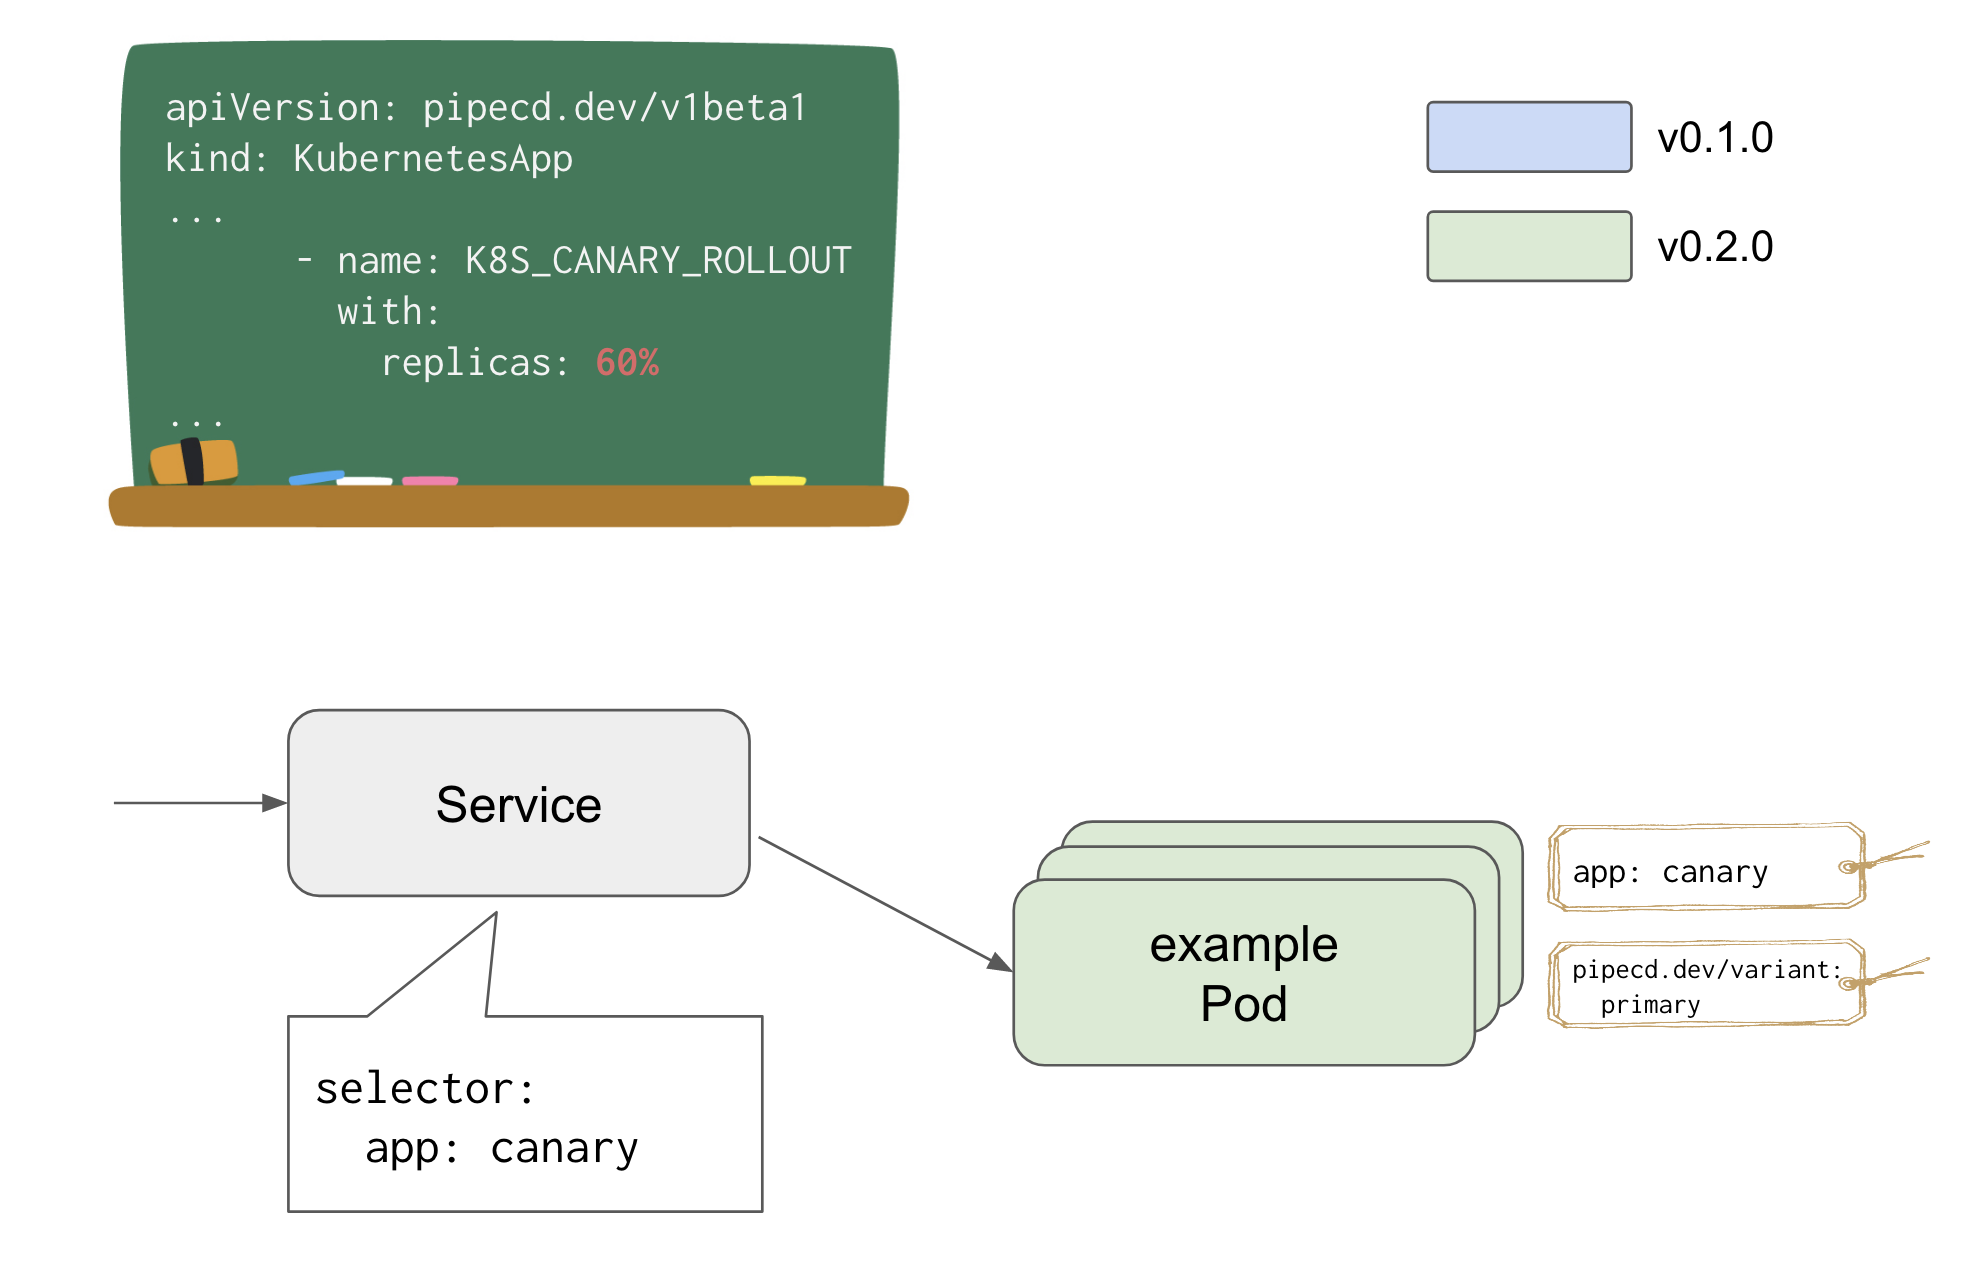 apiVersion: pipecd.dev/v1beta1
kind: KubernetesApp
...
- name: K8S_CANARY_ROLLOUT
with:
replicas: 60%
...
v0.1.0
v0.2.0
Service
selector:
app: canary
example
Pod
app: canary
pipecd.dev/variant:
primary